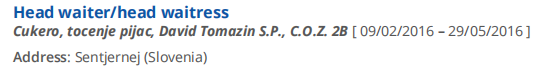 Head waiter/head waitress
Cukero, tocenje pijac, David Tomazin S.P., C.O.Z. 2B [ 09/02/2016 – 29/05/2016 ]
Address: Sentjernej (Slovenia)